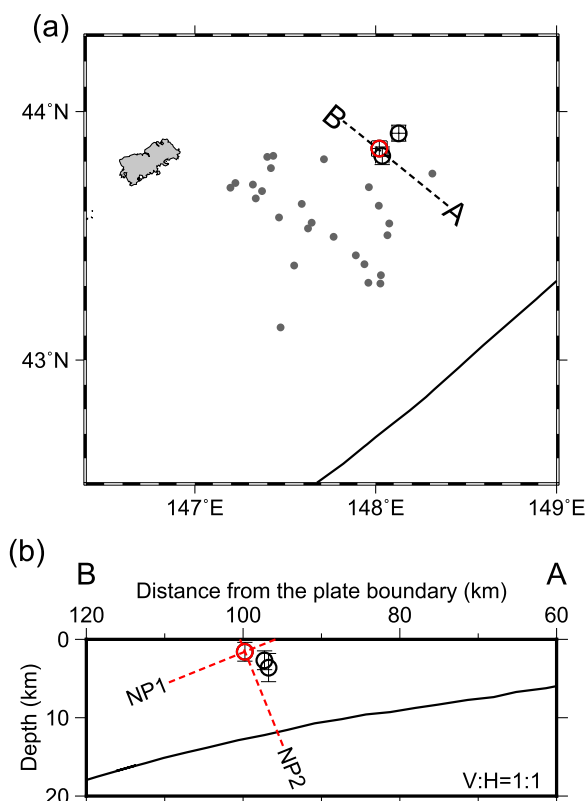 (a)
44°N
B
A
43°N
147°E
148°E
149°E
(b)
B
A
Distance from the plate boundary (km)
120
100
80
60
0
10
20
Depth (km)
NP1
NP2
V:H=1:1